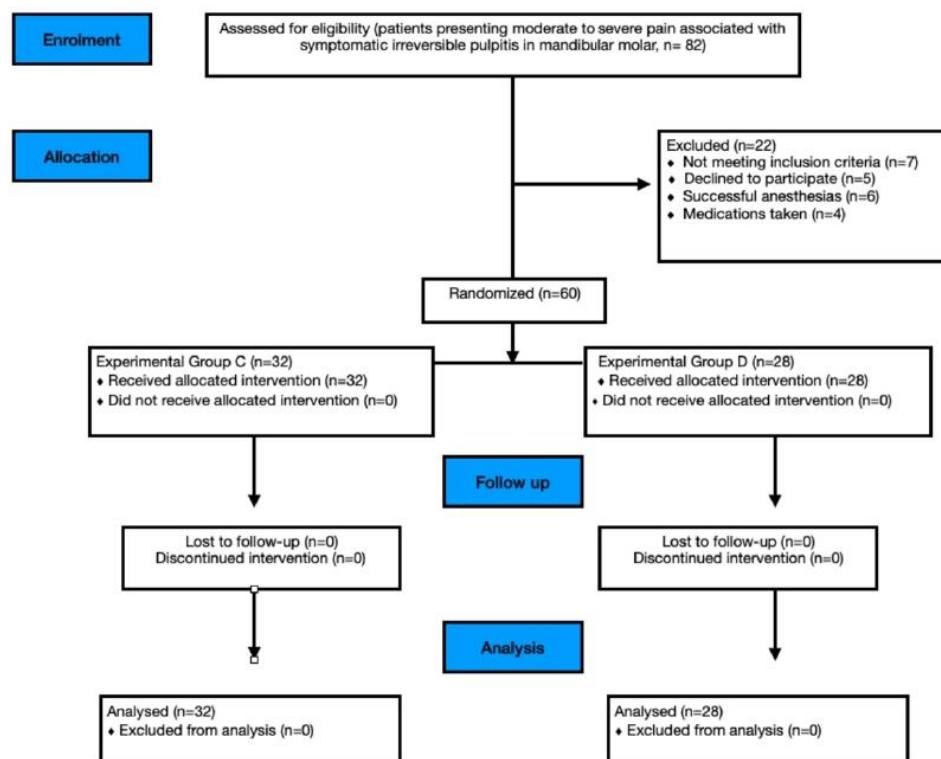 Enrolment
Assessed for eligibility (patients presenting moderate to severe pain associated with
symptomatic irreversible pulpitis in mandibular molar, n= 82)
Allocation
Excluded (n=22)
♦ Not meeting inclusion criteria (n=7)
♦ Declined to participate (n=5)
♦ Successful anesthesias (n=6)
♦ Medications taken (n=4)
Randomized (n=60)
Experimental Group C (n=32)
♦ Received allocated intervention (n=32)
♦ Did not receive allocated intervention (n=0)
Experimental Group D (n=28)
♦ Received allocated intervention (n=28)
♦ Did not receive allocated intervention (n=0)
Follow up
Lost to follow-up (n=0)
Discontinued intervention (n=0)
Lost to follow-up (n=0)
Discontinued intervention (n=0)
Analysis
Analysed (n=32)
♦ Excluded from analysis (n=0)
Analysed (n=28)
♦ Excluded from analysis (n=0)